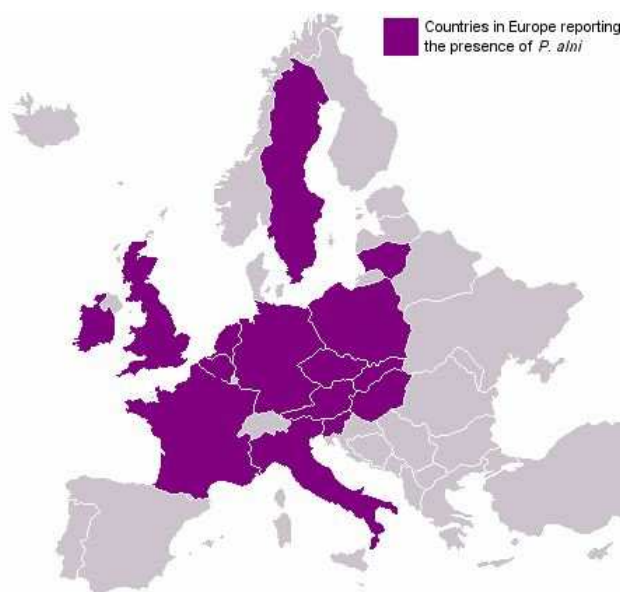 Countries in Europe reporting
the presence of P. alni